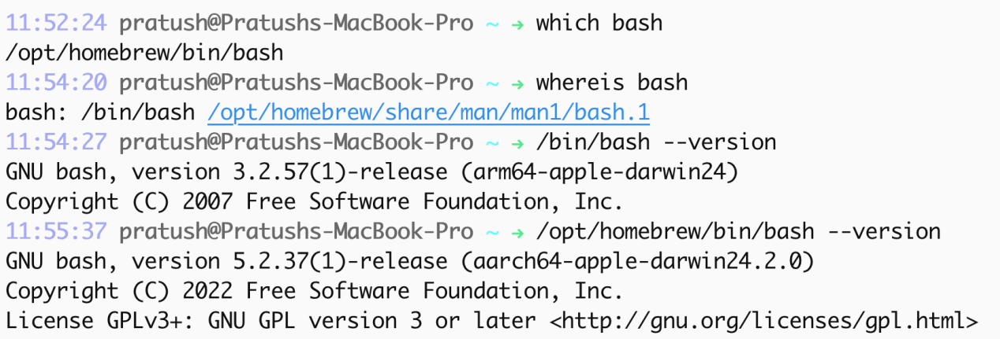 11:52:24 pratush@Pratushs-MacBook-Pro ~ → which bash
/opt/homebrew/bin/bash
11:54:20 pratush@Pratushs-MacBook-Pro ~ → whereis bash
bash: /bin/bash /opt/homebrew/share/man/man1/bash.1
11:54:27 pratush@Pratushs-MacBook-Pro ~ → /bin/bash --version
GNU bash, version 3.2.57(1)-release (arm64-apple-darwin24)
Copyright (C) 2007 Free Software Foundation, Inc.
11:55:37 pratush@Pratushs-MacBook-Pro ~ → /opt/homebrew/bin/bash --version
GNU bash, version 5.2.37(1)-release (aarch64-apple-darwin24.2.0)
Copyright (C) 2022 Free Software Foundation, Inc.
License GPLv3+: GNU GPL version 3 or later <http://gnu.org/licenses/gpl.html>